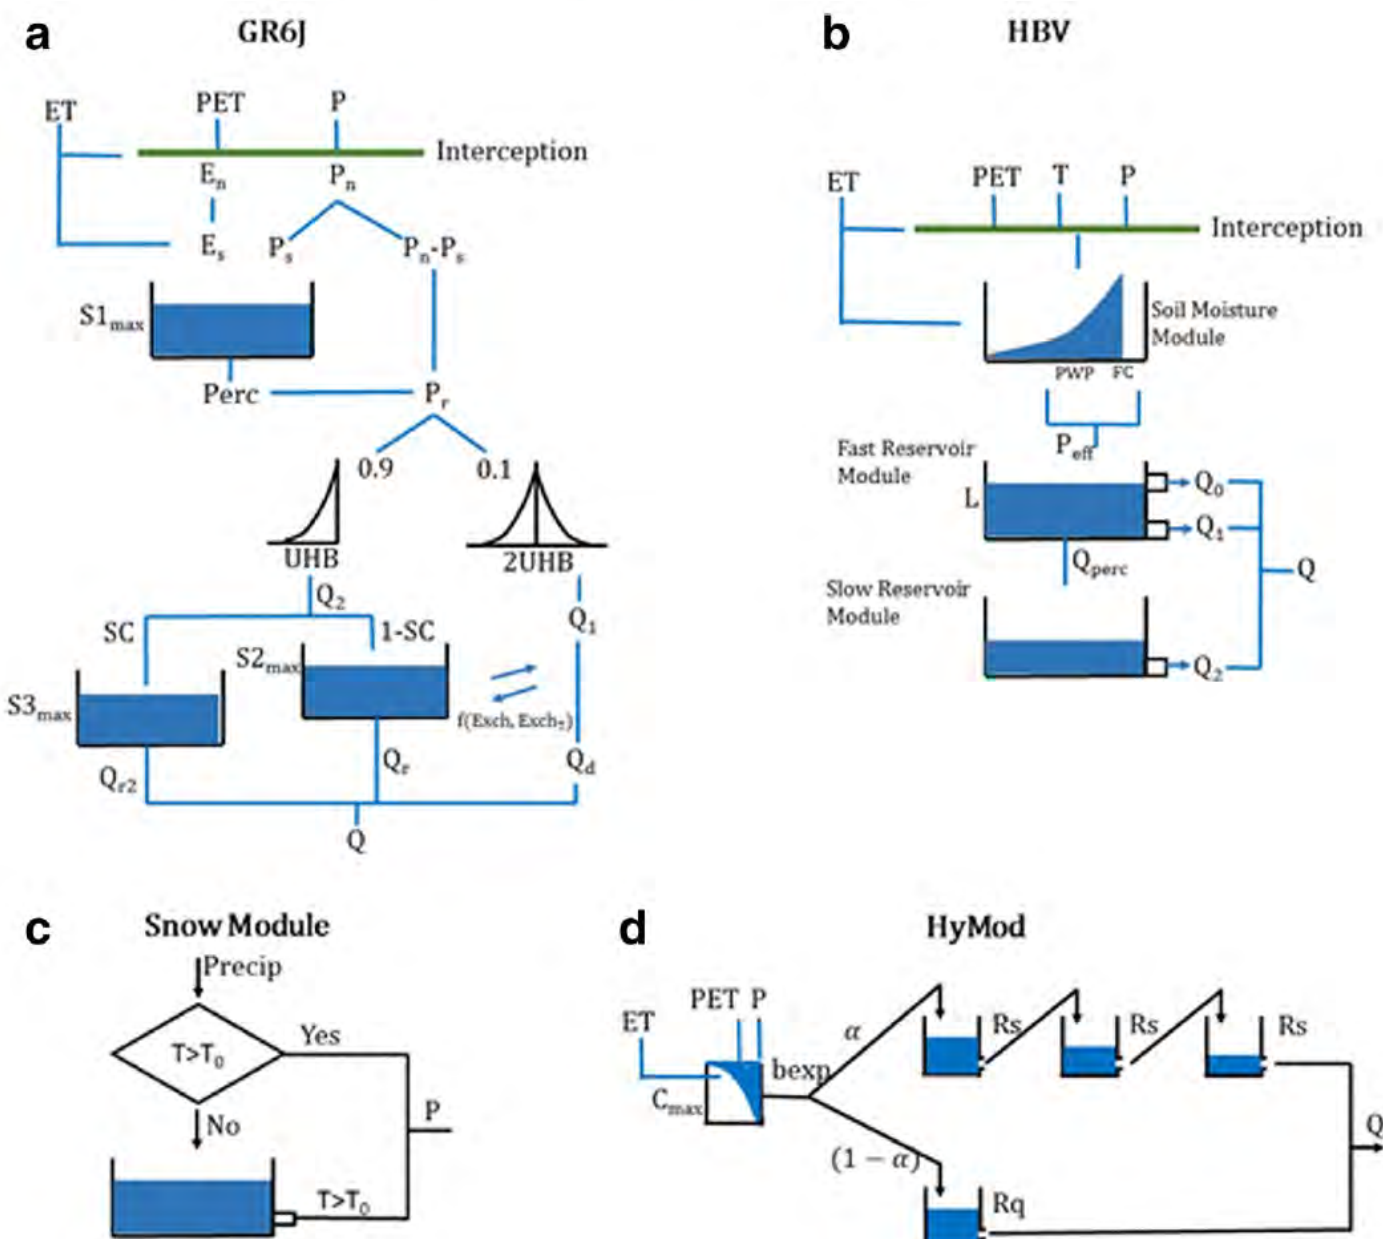 a
GR6J
ET
PET
P
Interception
Eₙ
Pₙ
Eₛ
Pₛ
Pₙ-Pₛ
S1ₘₐₓ
Perc
Pᵣ
0.9
0.1
UHB
2UHB
Q₂
SC
1-SC
Q₁
S2ₘₐₓ
S3ₘₐₓ
f(Exch, Exch₂)
Qᵣ₂
Qᵣ
Q_d
Q
b
HBV
ET
PET
T
P
Interception
Soil Moisture
Module
PWP
FC
P_eff
Fast Reservoir
Module
L
Q₀
Q₁
Q_perc
Q
Slow Reservoir
Module
Q₂
c
Snow Module
Precip
T>T₀
Yes
No
P
T>T₀
d
HyMod
ET
PET
P
Cₘₐₓ
bexp
α
Rs
Rs
Rs
(1 − α)
Rq
Q